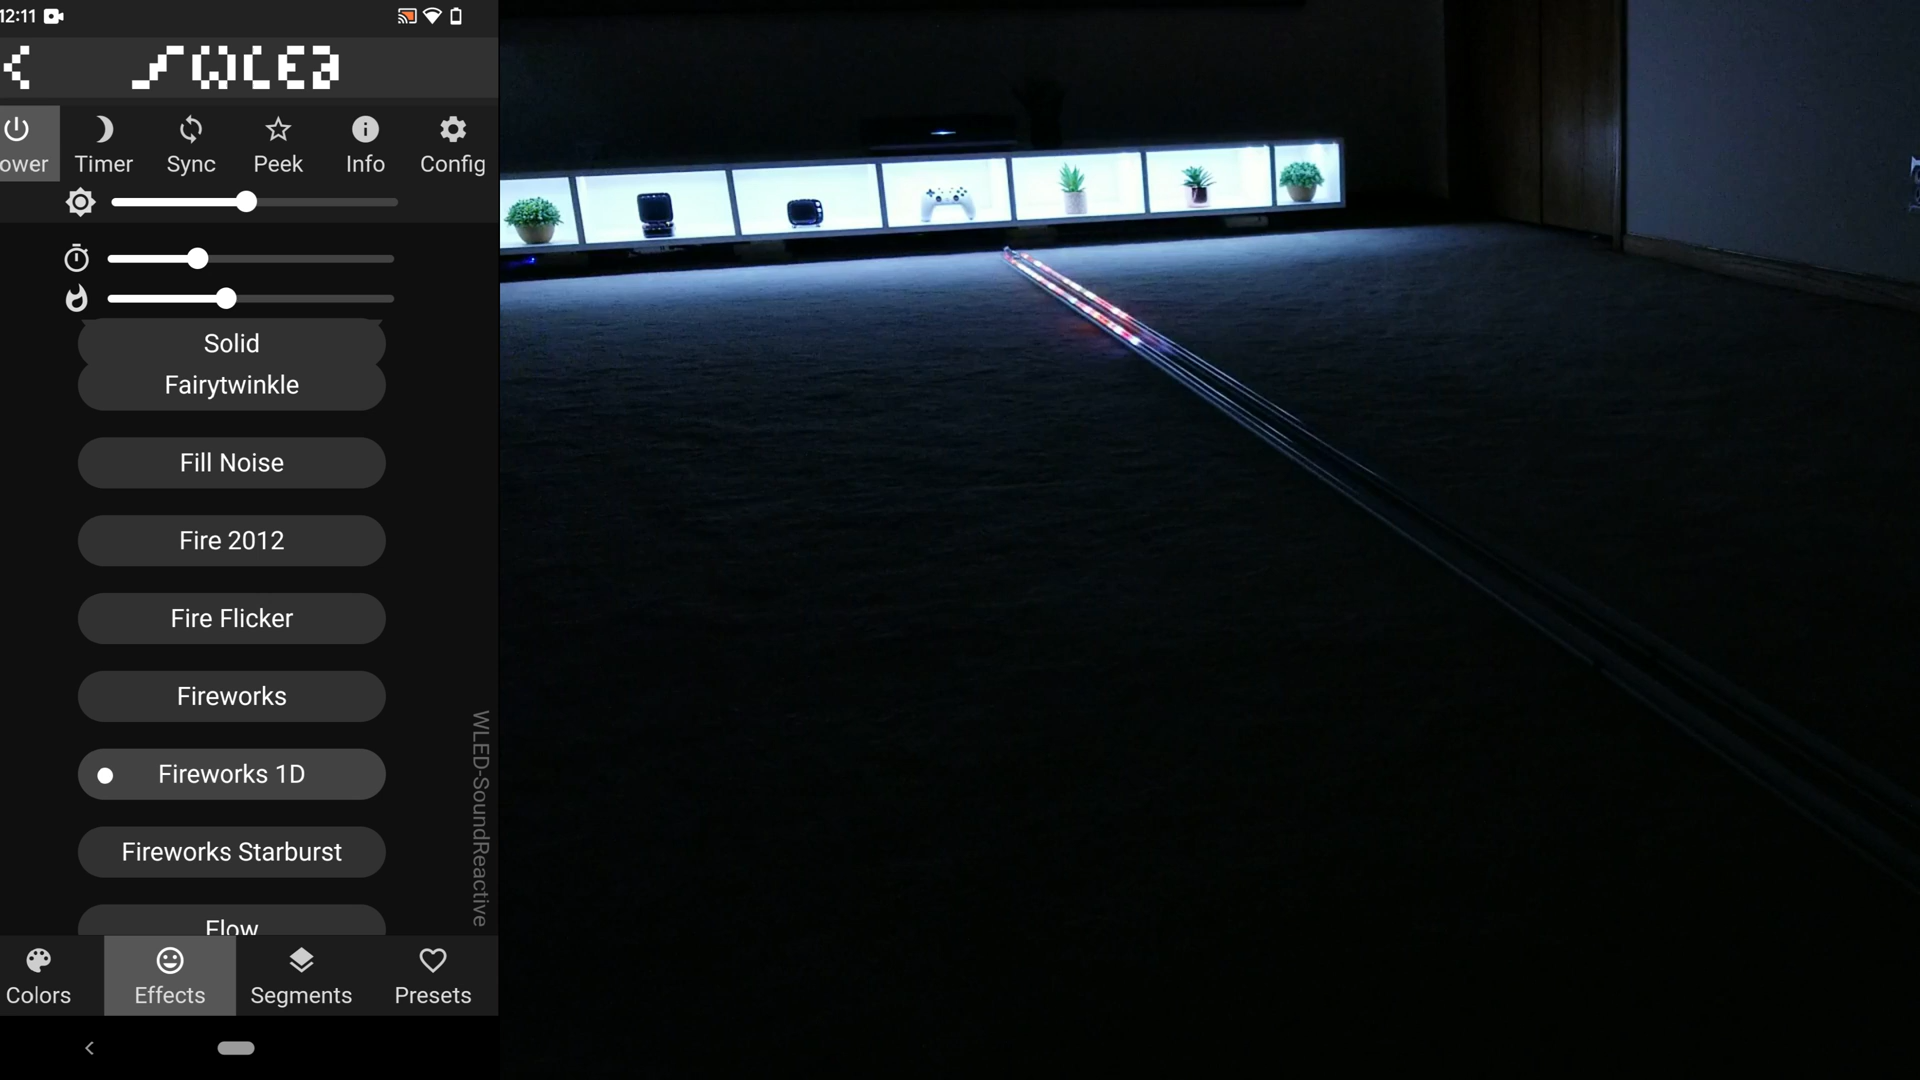 12:11
ower
Timer
Sync
Peek
Info
Config
Solid
Fairytwinkle
Fill Noise
Fire 2012
Fire Flicker
Fireworks
Fireworks 1D
Fireworks Starburst
Flow
WLED-SoundReactive
Colors
Effects
Segments
Presets